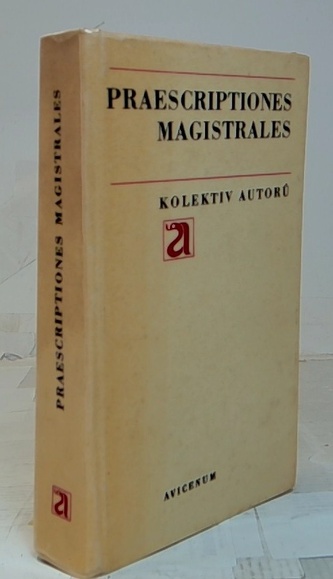 PRAESCRIPTIONES MAGISTRALES
PRAESCRIPTIONES
MAGISTRALES
KOLEKTIV AUTORŮ
a
a
AVICENUM